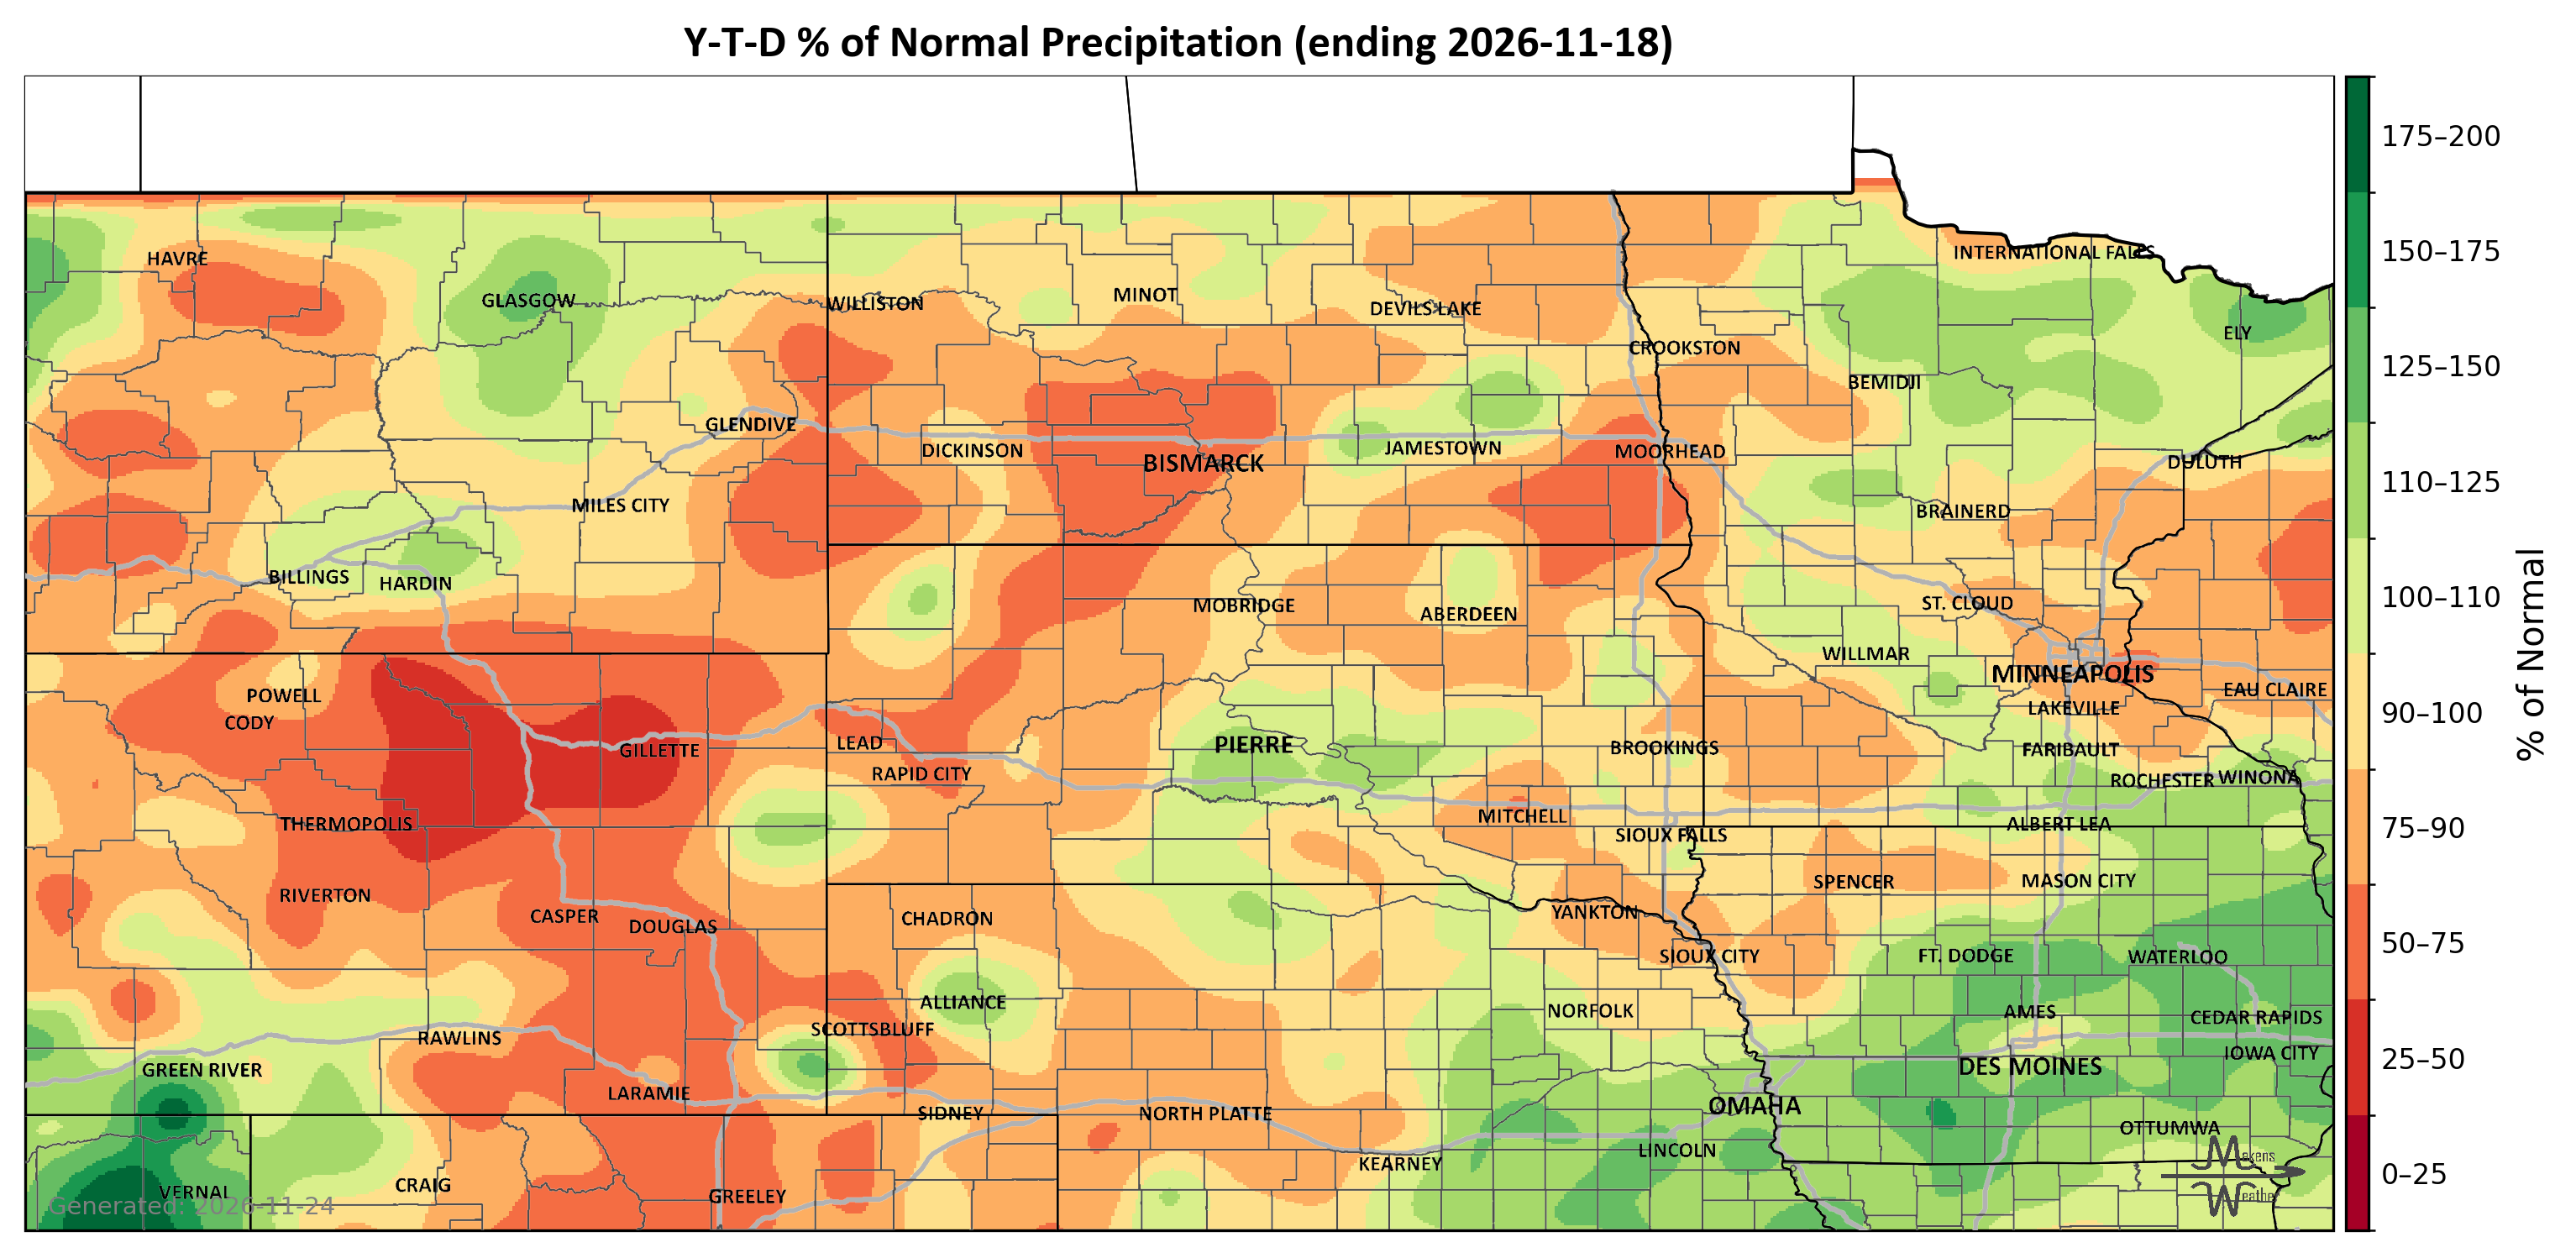 Y-T-D % of Normal Precipitation (ending 2026-11-18)
HAVRE
GLASGOW
WILLISTON
MINOT
DEVILS LAKE
CROOKSTON
INTERNATIONAL FALLS
ELY
BEMIDJI
GLENDIVE
DICKINSON
BISMARCK
JAMESTOWN
MOORHEAD
DULUTH
MILES CITY
BRAINERD
BILLINGS
HARDIN
MOBRIDGE
ABERDEEN
ST. CLOUD
WILLMAR
MINNEAPOLIS
EAU CLAIRE
POWELL
CODY
LAKEVILLE
GILLETTE
LEAD
RAPID CITY
PIERRE
BROOKINGS
FARIBAULT
ROCHESTER
WINONA
THERMOPOLIS
MITCHELL
SIOUX FALLS
ALBERT LEA
RIVERTON
CASPER
DOUGLAS
CHADRON
YANKTON
SPENCER
MASON CITY
SIOUX CITY
FT. DODGE
WATERLOO
ALLIANCE
SCOTTSBLUFF
NORFOLK
AMES
CEDAR RAPIDS
RAWLINS
GREEN RIVER
LARAMIE
SIDNEY
NORTH PLATTE
OMAHA
DES MOINES
IOWA CITY
OTTUMWA
LINCOLN
KEARNEY
VERNAL
CRAIG
GREELEY
Generated: 2026-11-24
Makens
Weather
175–200
150–175
125–150
110–125
100–110
90–100
75–90
50–75
25–50
0–25
% of Normal